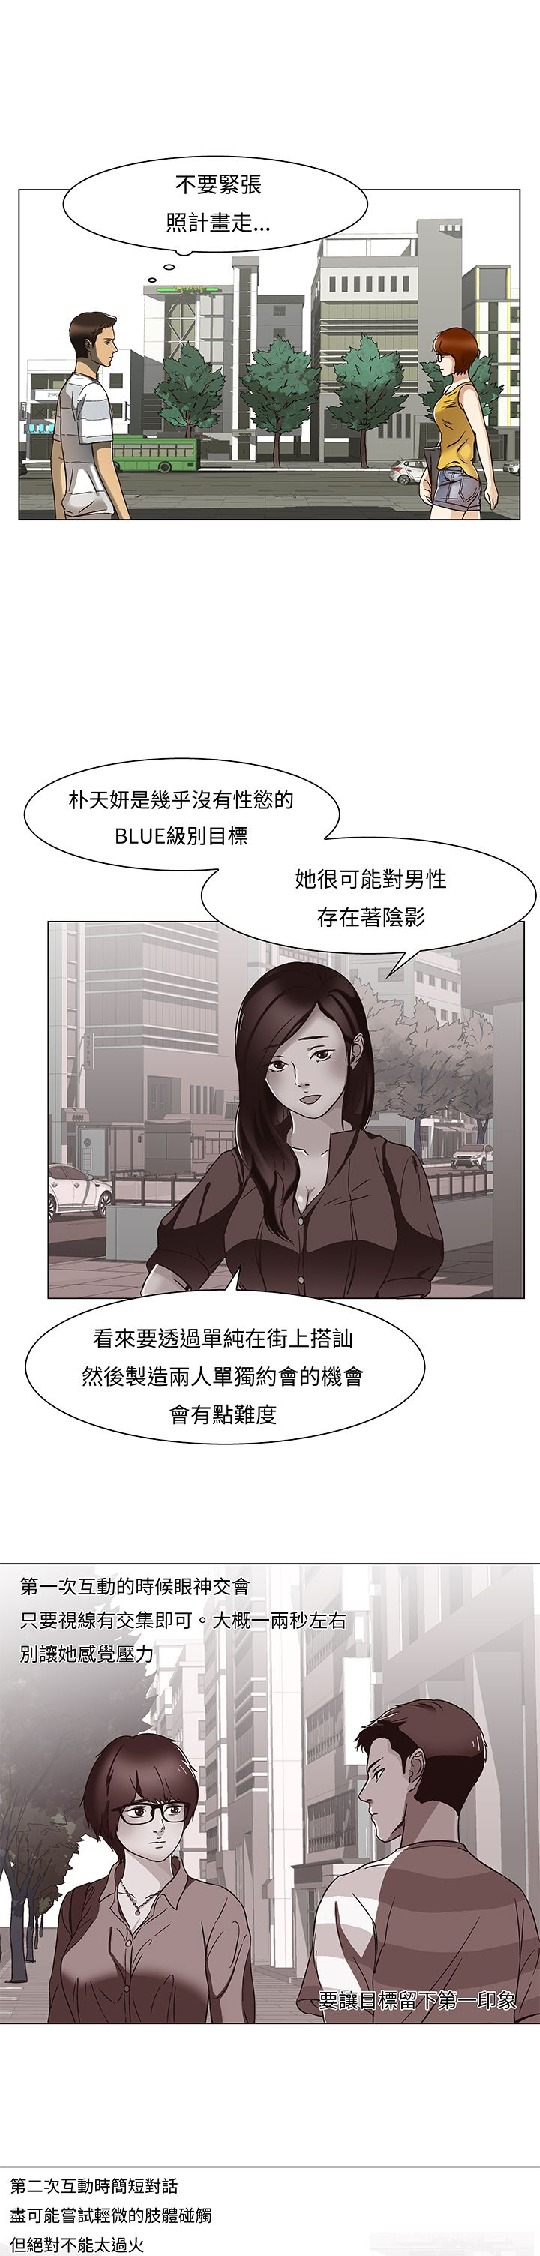 不要緊張
照計畫走...
朴天妍是幾乎沒有性慾的
BLUE級別目標
她很可能對男性
存在著陰影
看來要透過單純在街上搭訕
然後製造兩人單獨約會的機會
會有點難度
第一次互動的時候眼神交會
只要視線有交集即可。大概一兩秒左右
別讓她感覺壓力
要讓目標留下第一印象
第二次互動時簡短對話
盡可能嘗試輕微的肢體碰觸
但絕對不能太過火